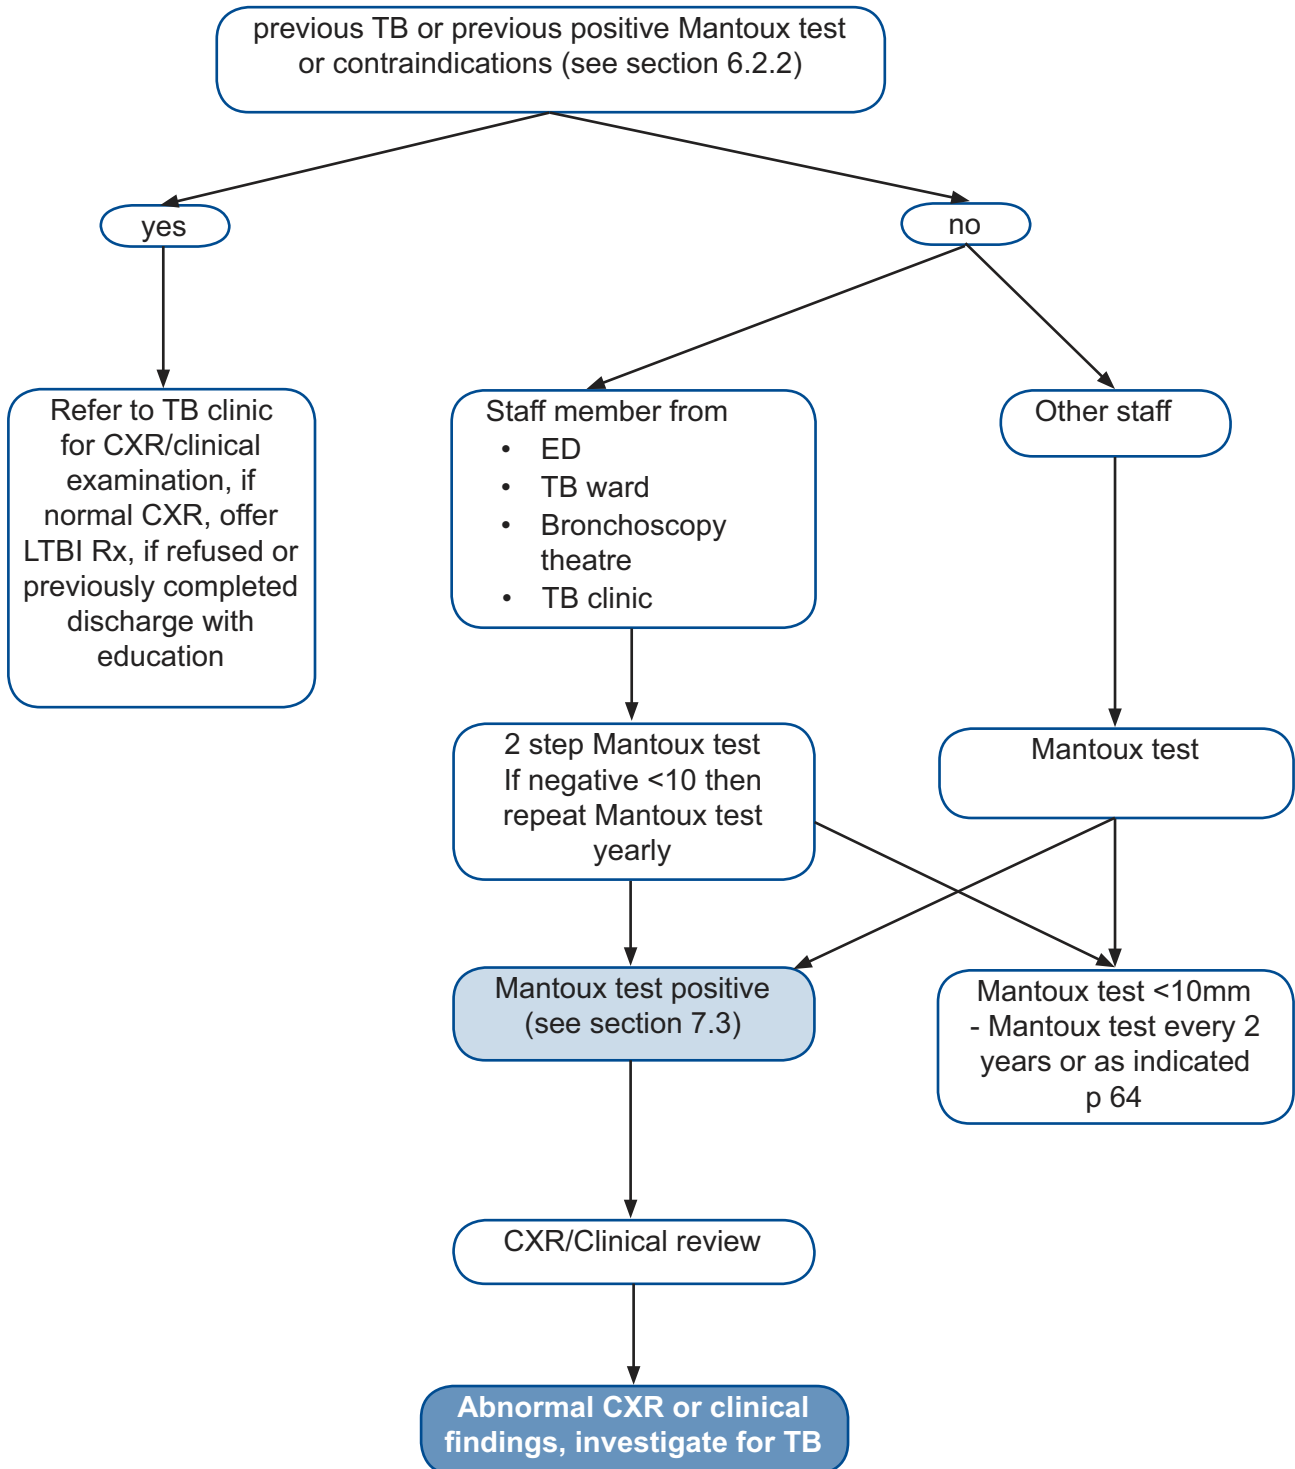 previous TB or previous positive Mantoux test
or contraindications (see section 6.2.2)
yes
no
Refer to TB clinic
for CXR/clinical
examination, if
normal CXR, offer
LTBI Rx, if refused or
previously completed
discharge with
education
Staff member from
• ED
• TB ward
• Bronchoscopy
theatre
• TB clinic
Other staff
2 step Mantoux test
If negative <10 then
repeat Mantoux test
yearly
Mantoux test
Mantoux test positive
(see section 7.3)
Mantoux test <10mm
- Mantoux test every 2
years or as indicated
p 64
CXR/Clinical review
Abnormal CXR or clinical
findings, investigate for TB